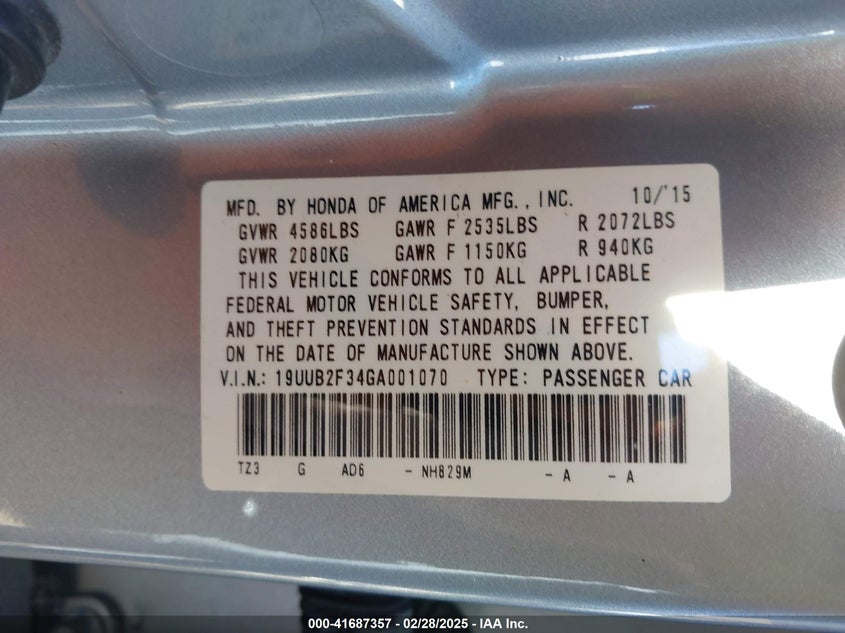 MFD. BY HONDA OF AMERICA MFG., INC. 10/'15
GVWR 4586LBS GAWR F 2535LBS R 2072LBS
GVWR 2080KG GAWR F 1150KG R 940KG
THIS VEHICLE CONFORMS TO ALL APPLICABLE
FEDERAL MOTOR VEHICLE SAFETY, BUMPER,
AND THEFT PREVENTION STANDARDS IN EFFECT
ON THE DATE OF MANUFACTURE SHOWN ABOVE.
V.I.N.: 19UUB2F34GA001070 TYPE: PASSENGER CAR
TZ3 G AD6 - NH829M - A - A
000-41687357 - 02/28/2025 - IAA Inc.